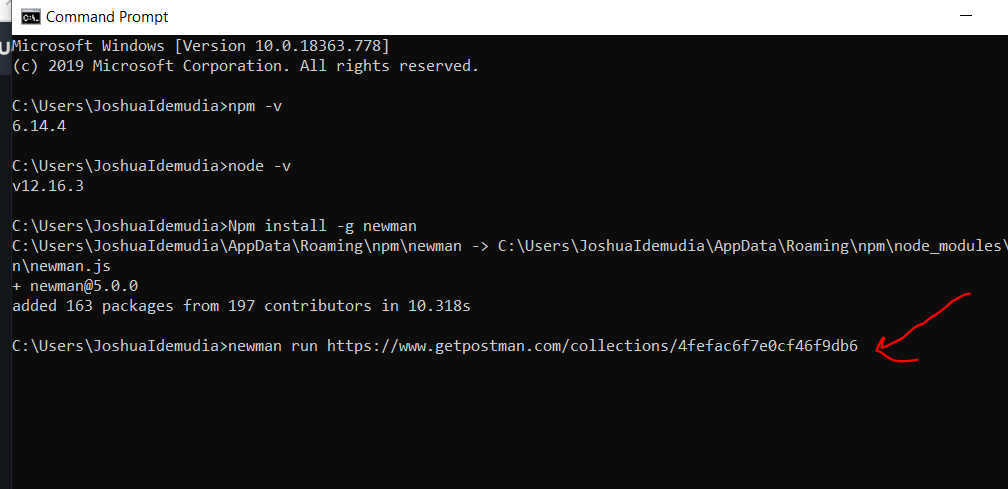 Command Prompt
Microsoft Windows [Version 10.0.18363.778]
(c) 2019 Microsoft Corporation. All rights reserved.
C:\Users\JoshuaIdemudia>npm -v
6.14.4
C:\Users\JoshuaIdemudia>node -v
v12.16.3
C:\Users\JoshuaIdemudia>Npm install -g newman
C:\Users\JoshuaIdemudia\AppData\Roaming\npm\newman -> C:\Users\JoshuaIdemudia\AppData\Roaming\npm\node_modules\
n\newman.js
+ newman@5.0.0
added 163 packages from 197 contributors in 10.318s
C:\Users\JoshuaIdemudia>newman run https://www.getpostman.com/collections/4fefac6f7e0cf46f9db6